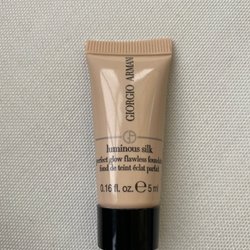 GIORGIO ARMANI
luminous silk
perfect glow flawless foundation
fond de teint éclat parfait
0.16 fl. oz. ℮ 5 ml